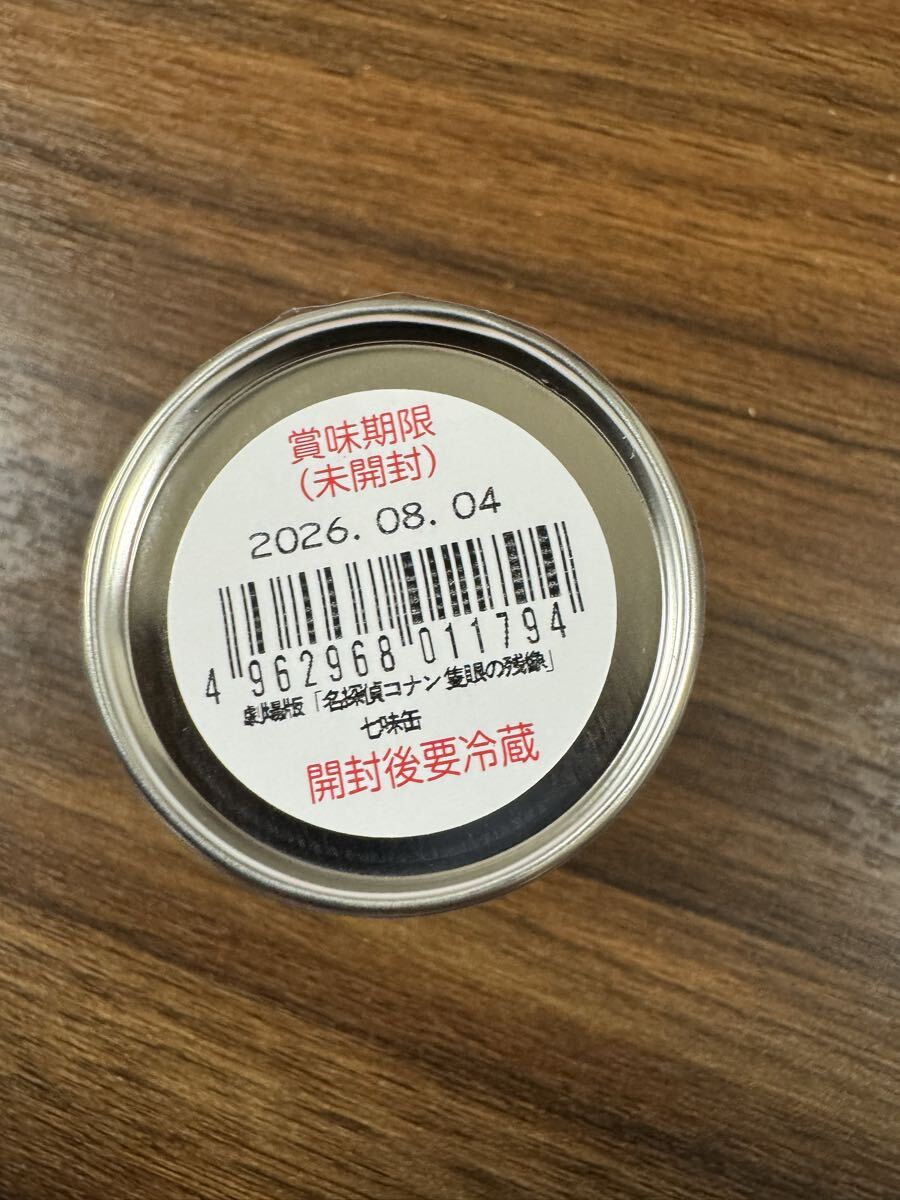 賞味期限
(未開封)
2026.08.04
4 962968 011794
劇場版「名探偵コナン 隻眼の残像」
七味缶
開封後要冷蔵